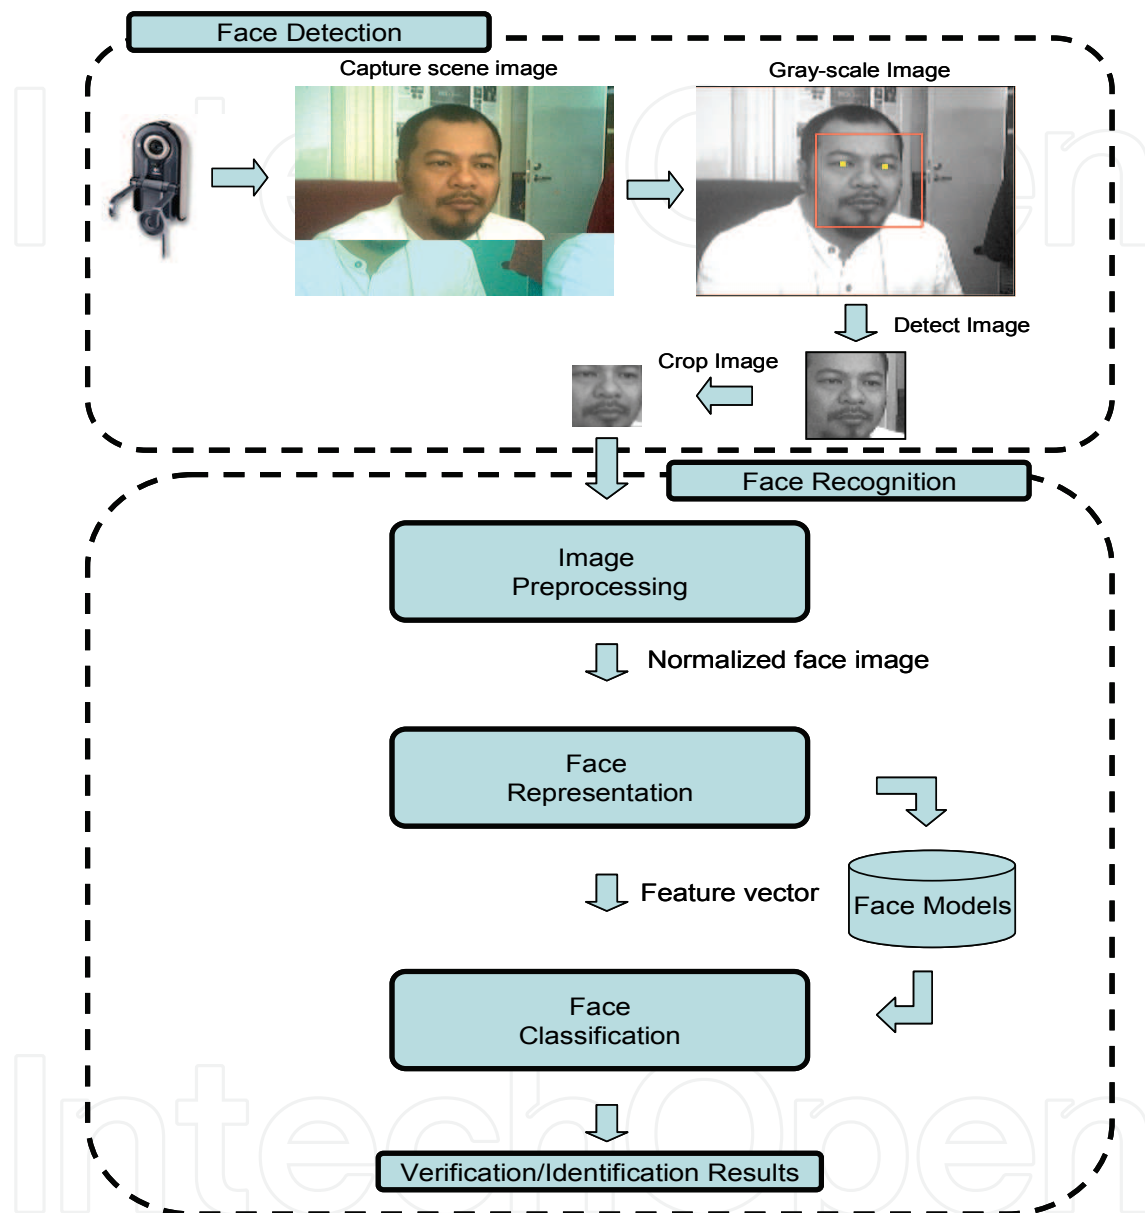 Face Detection
Capture scene image
Gray-scale Image
Detect Image
Crop Image
Face Recognition
Image
Preprocessing
Normalized face image
Face
Representation
Feature vector
Face Models
Face
Classification
Verification/Identification Results
IntechOpen
IntechOpen